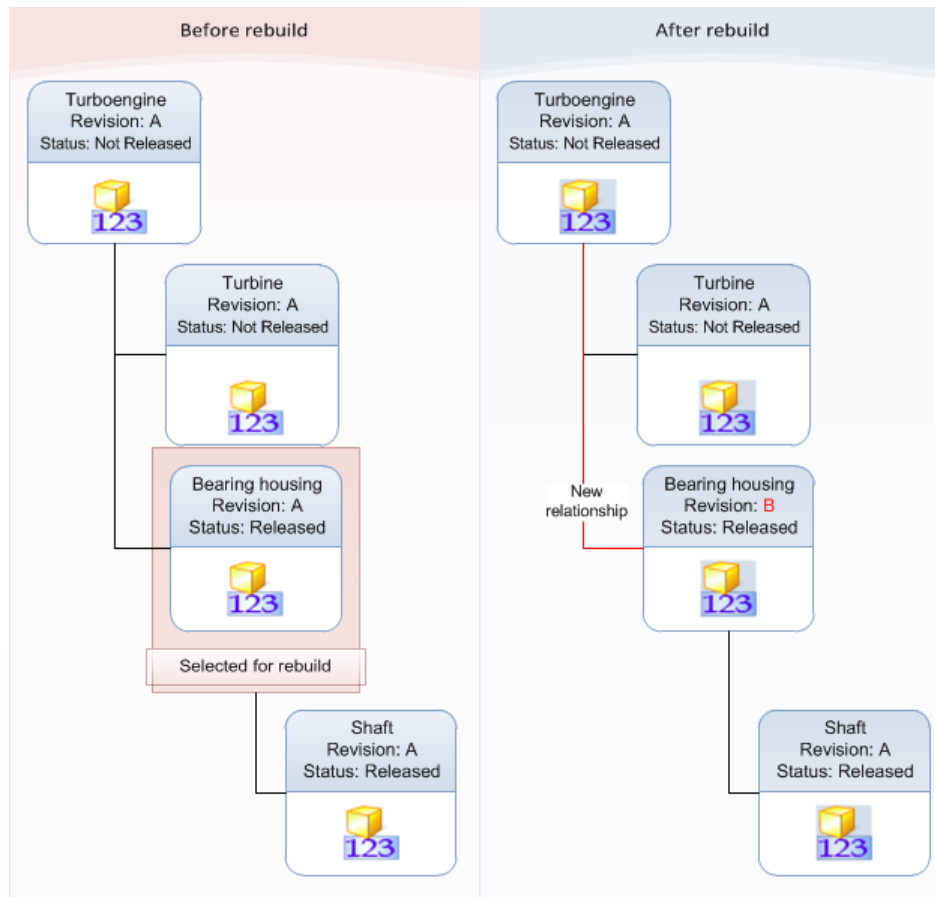 Before rebuild
Turboengine
Revision: A
Status: Not Released
123
Turbine
Revision: A
Status: Not Released
123
Bearing housing
Revision: A
Status: Released
123
Selected for rebuild
Shaft
Revision: A
Status: Released
123
After rebuild
Turboengine
Revision: A
Status: Not Released
123
Turbine
Revision: A
Status: Not Released
123
New
relationship
Bearing housing
Revision: B
Status: Released
123
Shaft
Revision: A
Status: Released
123